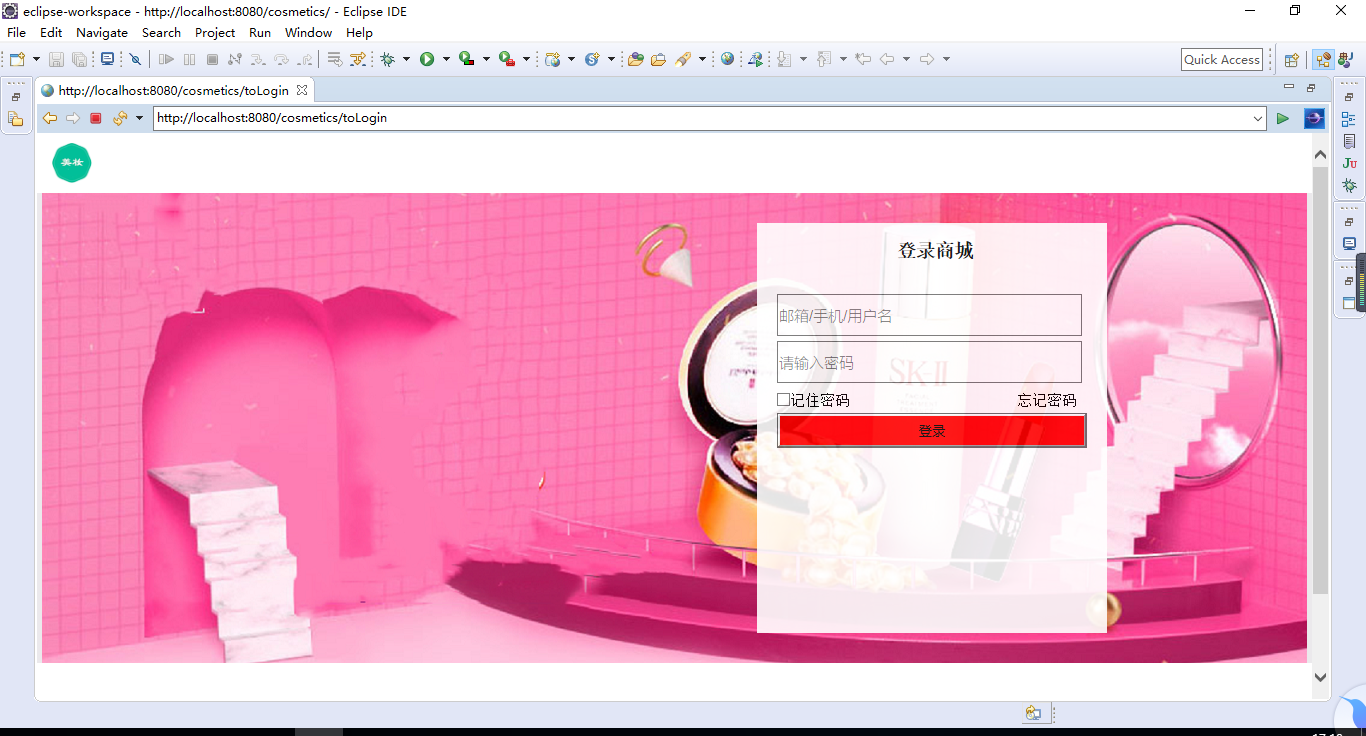 eclipse-workspace - http://localhost:8080/cosmetics/ - Eclipse IDE
File Edit Navigate Search Project Run Window Help
Quick Access
http://localhost:8080/cosmetics/toLogin
http://localhost:8080/cosmetics/toLogin
美妆
登录商城
邮箱/手机/用户名
请输入密码
SK-II
记住密码 忘记密码
登录